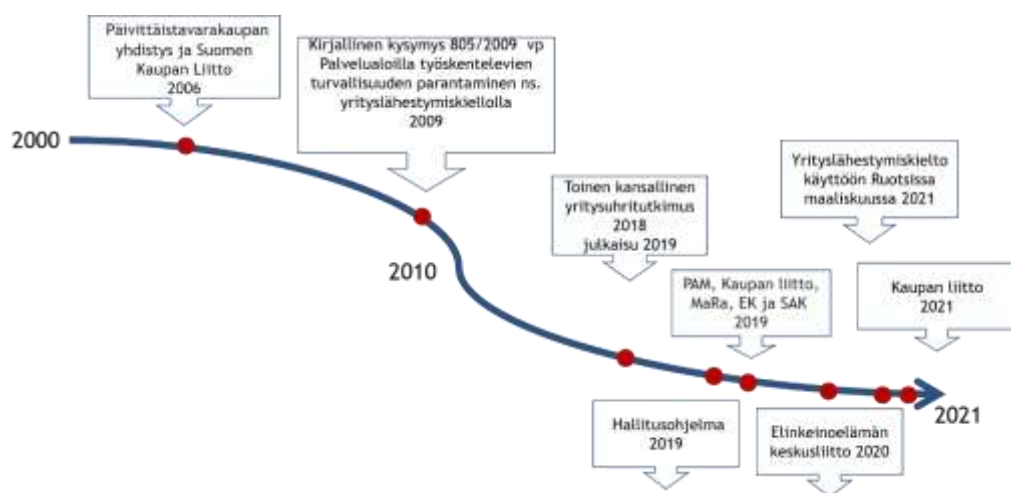 Päivittäistavarakaupan
yhdistys ja Suomen
Kaupan Liitto
2006
Kirjallinen kysymys 805/2009 vp
Palvelualoilla työskentelevien
turvallisuuden parantaminen ns.
yrityslähestymiskiellolla
2009
2000
Yrityslähestymiskielto
käyttöön Ruotsissa
maaliskuussa 2021
Toinen kansallinen
yritysuhritutkimus
2018
julkaisu 2019
2010
PAM, Kaupan liitto,
MaRa, EK ja SAK
2019
Kaupan liitto
2021
2021
Hallitusohjelma
2019
Elinkeinoelämän
keskusliitto 2020